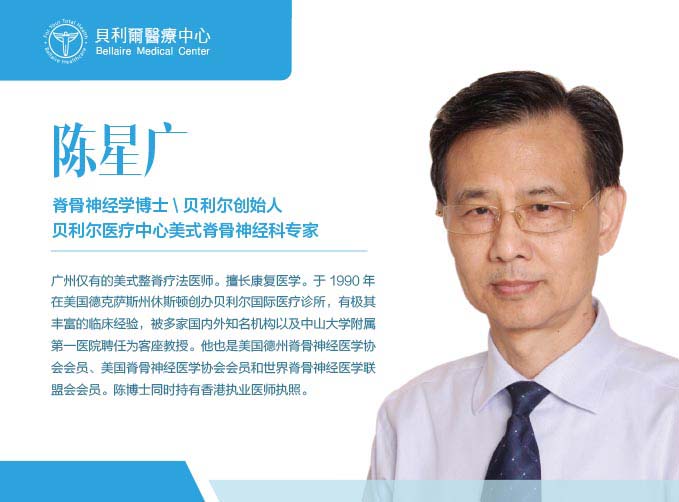 For Your Total Health
Bellaire Healthcare
貝利爾醫療中心
Bellaire Medical Center
陈星广
脊骨神经学博士 \ 贝利尔创始人
贝利尔医疗中心美式脊骨神经科专家
广州仅有的美式整脊疗法医师。擅长康复医学。于 1990 年
在美国德克萨斯州休斯顿创办贝利尔国际医疗诊所，有极其
丰富的临床经验，被多家国内外知名机构以及中山大学附属
第一医院聘任为客座教授。他也是美国德州脊骨神经医学协
会会员、美国脊骨神经医学协会会员和世界脊骨神经医学联
盟会会员。陈博士同时持有香港执业医师执照。